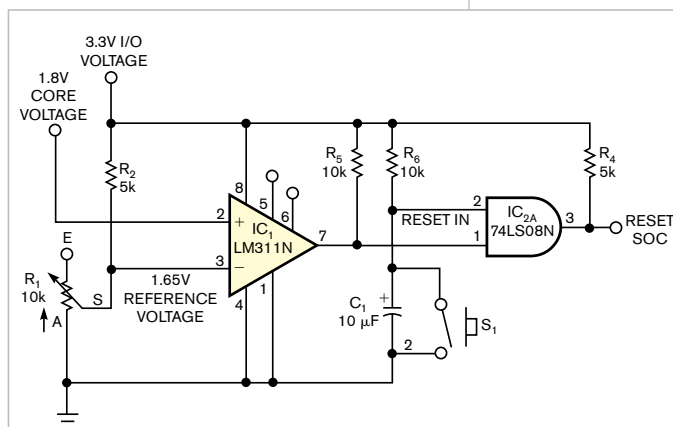 3.3V I/O
VOLTAGE
1.8V
CORE
VOLTAGE
R2
5k
R5
10k
R6
10k
R4
5k
8
5
6
2
+
IC1
LM311N
7
3
−
4
1
1.65V
REFERENCE
VOLTAGE
E
R1
10k
S
A
2
RESET IN
1
IC2A
74LS08N
3
RESET
SOC
+
C1
10 μF
S1
2